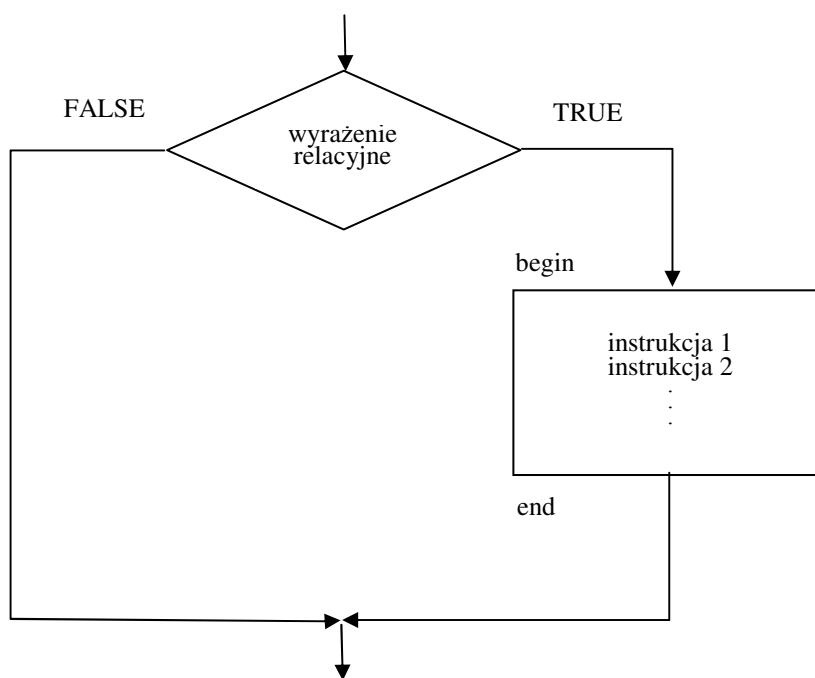 FALSE
TRUE
wyrażenie
relacyjne
begin
instrukcja 1
instrukcja 2
.
.
.
end